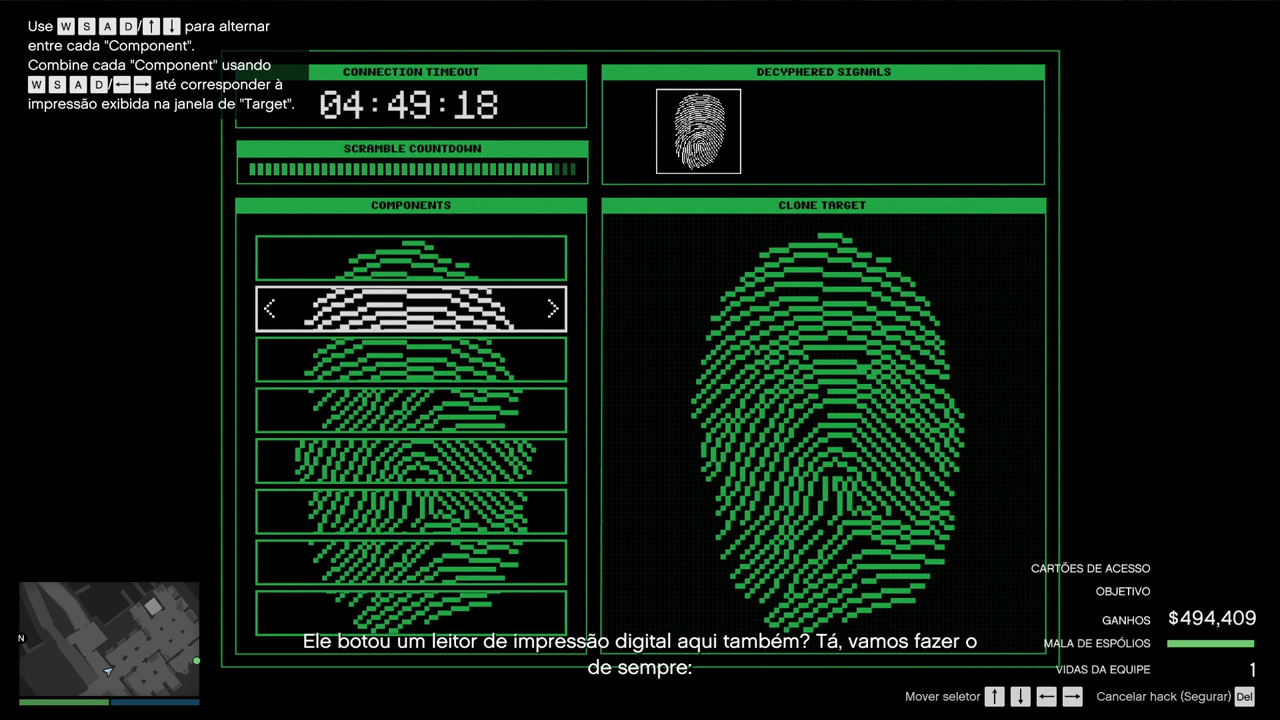 Use W S A D/↑ ↓ para alternar
entre cada "Component".
Combine cada "Component" usando
W S A D/← → até corresponder à
impressão exibida na janela de "Target".
CONNECTION TIMEOUT
04:49:18
SCRAMBLE COUNTDOWN
DECYPHERED SIGNALS
COMPONENTS
CLONE TARGET
N
CARTÕES DE ACESSO
OBJETIVO
GANHOS $494,409
MALA DE ESPÓLIOS
VIDAS DA EQUIPE 1
Ele botou um leitor de impressão digital aqui também? Tá, vamos fazer o
de sempre:
Mover seletor ↑ ↓ ← → Cancelar hack (Segurar) Del